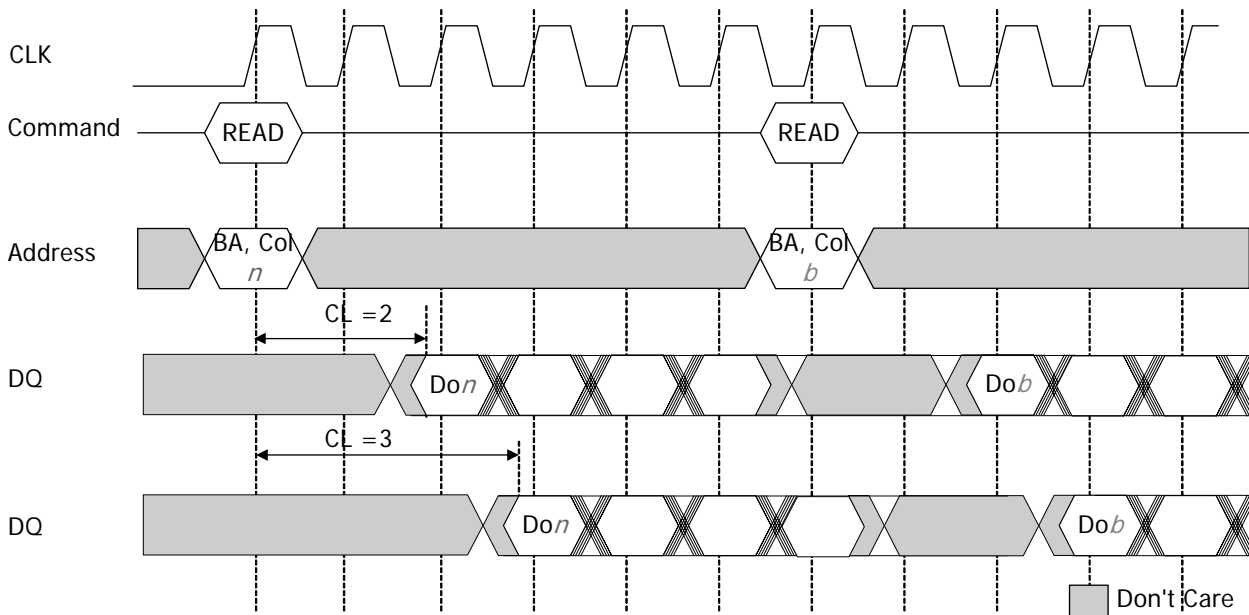 CLK
Command
READ
READ
Address
BA, Col
n
BA, Col
b
CL =2
DQ
Don
Dob
CL =3
DQ
Don
Dob
Don't Care